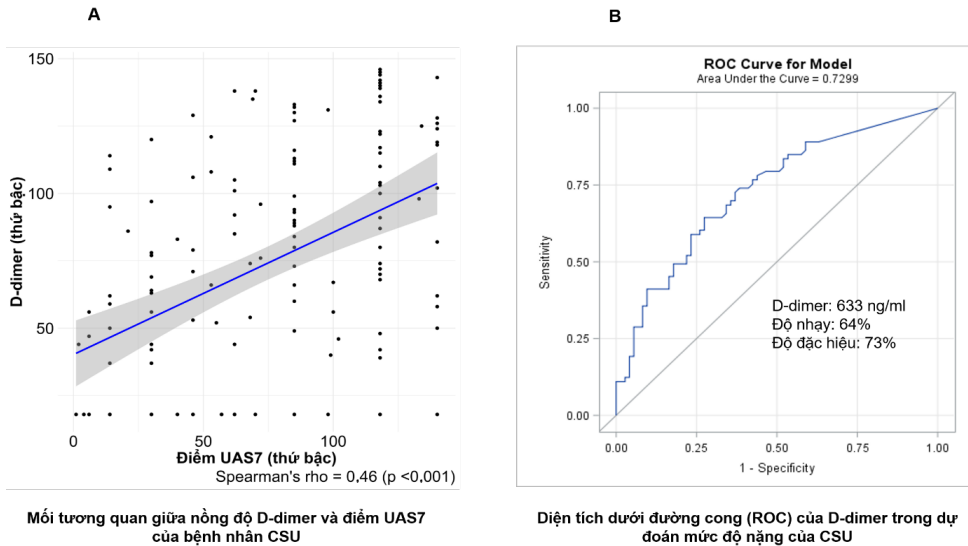 A
150
100
50
D-dimer (thứ bậc)
0
50
100
Điểm UAS7 (thứ bậc)
Spearman's rho = 0,46 (p <0,001)
Mối tương quan giữa nồng độ D-dimer và điểm UAS7
của bệnh nhân CSU
B
ROC Curve for Model
Area Under the Curve = 0.7299
1.00
0.75
0.50
0.25
0.00
Sensitivity
D-dimer: 633 ng/ml
Độ nhạy: 64%
Độ đặc hiệu: 73%
0.00
0.25
0.50
0.75
1.00
1 - Specificity
Diện tích dưới đường cong (ROC) của D-dimer trong dự
đoán mức độ nặng của CSU